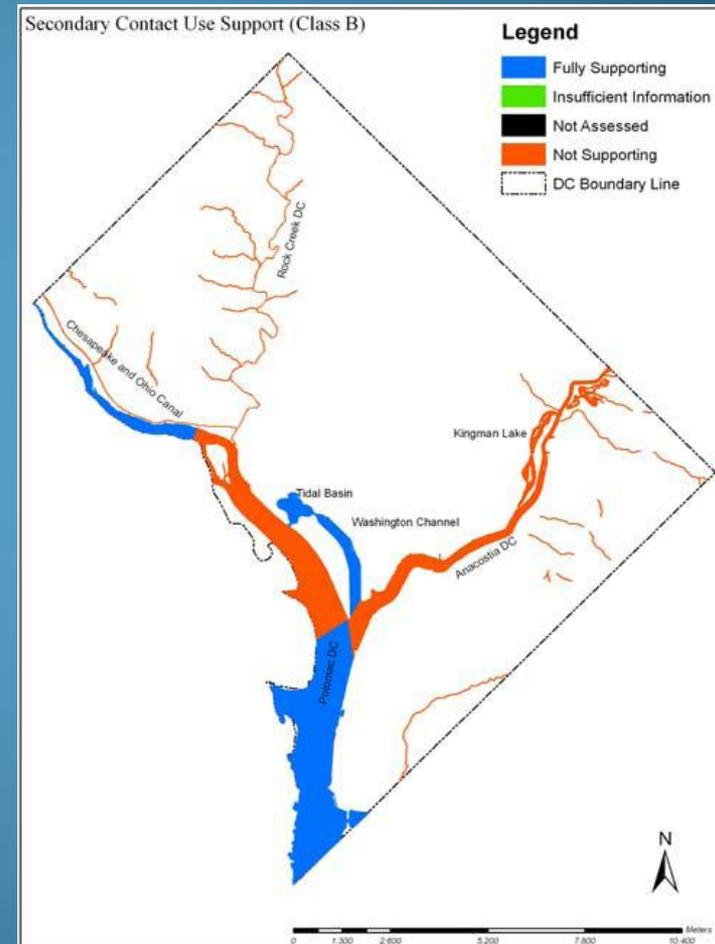 Secondary Contact Use Support (Class B)
Legend
Fully Supporting
Insufficient Information
Not Assessed
Not Supporting
DC Boundary Line
Rock Creek DC
Chesapeake and Ohio Canal
Kingman Lake
Tidal Basin
Washington Channel
Anacostia DC
Potomac DC
N
Meters
0 1,300 2,600 5,200 7,800 10,400